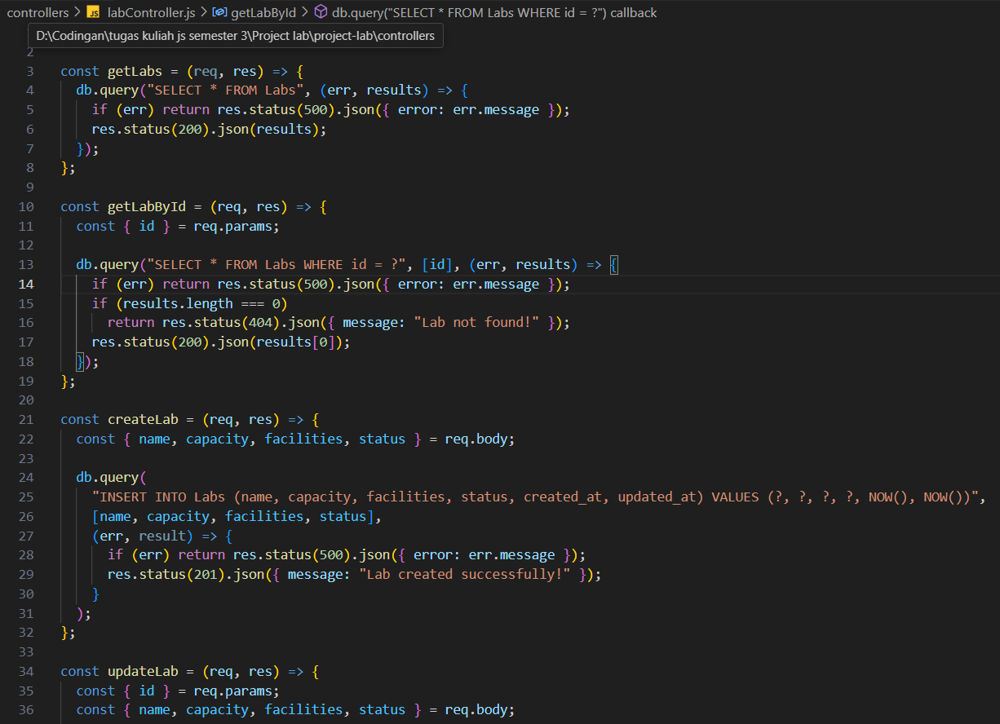 controllers > JS labController.js > getLabById > db.query("SELECT * FROM Labs WHERE id = ?") callback
D:\Codingan\tugas kuliah js semester 3\Project lab\project-lab\controllers
2
3 const getLabs = (req, res) => {
4 db.query("SELECT * FROM Labs", (err, results) => {
5 if (err) return res.status(500).json({ error: err.message });
6 res.status(200).json(results);
7 });
8 };
9
10 const getLabById = (req, res) => {
11 const { id } = req.params;
12
13 db.query("SELECT * FROM Labs WHERE id = ?", [id], (err, results) => {
14 if (err) return res.status(500).json({ error: err.message });
15 if (results.length === 0)
16 return res.status(404).json({ message: "Lab not found!" });
17 res.status(200).json(results[0]);
18 });
19 };
20
21 const createLab = (req, res) => {
22 const { name, capacity, facilities, status } = req.body;
23
24 db.query(
25 "INSERT INTO Labs (name, capacity, facilities, status, created_at, updated_at) VALUES (?, ?, ?, ?, NOW(), NOW())",
26 [name, capacity, facilities, status],
27 (err, result) => {
28 if (err) return res.status(500).json({ error: err.message });
29 res.status(201).json({ message: "Lab created successfully!" });
30 }
31 );
32 };
33
34 const updateLab = (req, res) => {
35 const { id } = req.params;
36 const { name, capacity, facilities, status } = req.body;